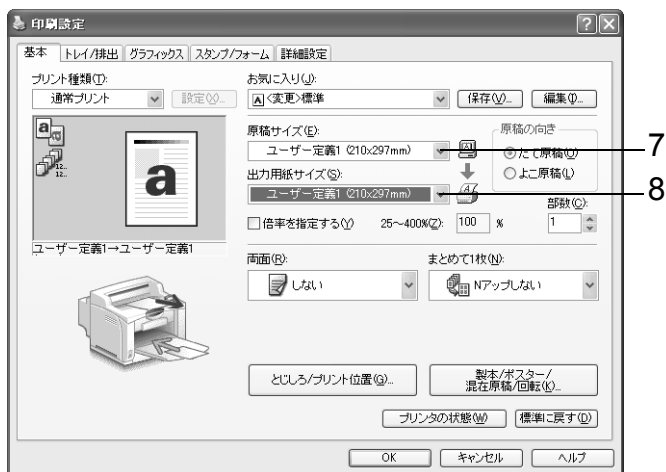 印刷設定
基本 トレイ/排出 グラフィックス スタンプ/フォーム 詳細設定
プリント種類(T): お気に入り(J):
通常プリント 設定(X)... A <変更>標準 保存(V)... 編集(I)...
原稿サイズ(E): 原稿の向き
ユーザー定義1 (210x297mm) たて原稿(O) 7
出力用紙サイズ(S): よこ原稿(L)
ユーザー定義1 (210x297mm) 8
部数(C):
倍率を指定する(Y) 25～400%(Z): 100 % 1
a
ユーザー定義1→ユーザー定義1
両面(R): まとめて1枚(N):
しない Nアップしない
とじしろ/プリント位置(G)... 製本/ポスター/
混在原稿/回転(K)...
プリンタの状態(W) 標準に戻す(D)
OK キャンセル ヘルプ